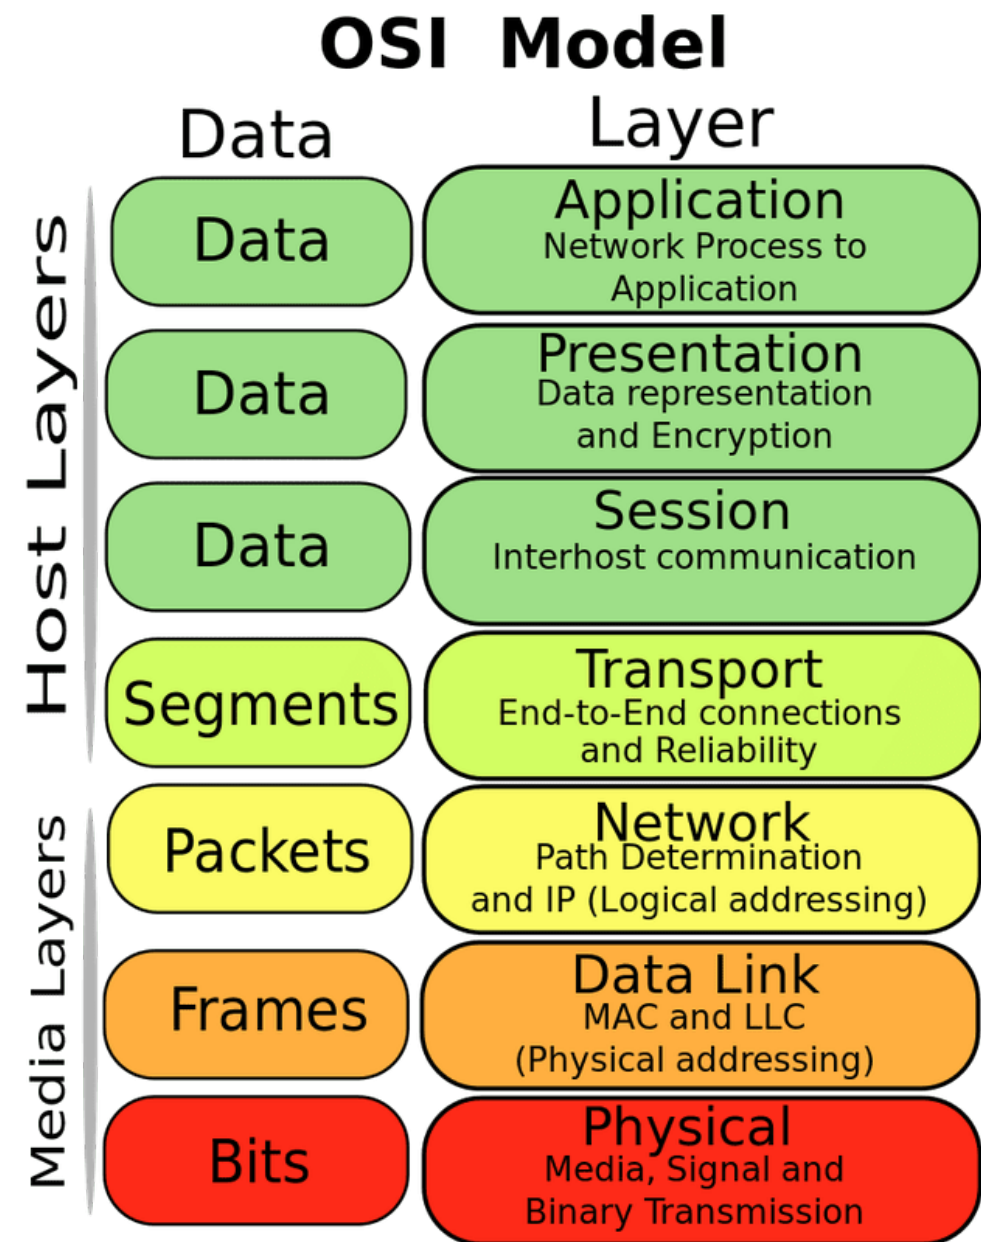 OSI Model
Data
Layer
Host Layers
Data
Application
Network Process to
Application
Data
Presentation
Data representation
and Encryption
Data
Session
Interhost communication
Segments
Transport
End-to-End connections
and Reliability
Media Layers
Packets
Network
Path Determination
and IP (Logical addressing)
Frames
Data Link
MAC and LLC
(Physical addressing)
Bits
Physical
Media, Signal and
Binary Transmission